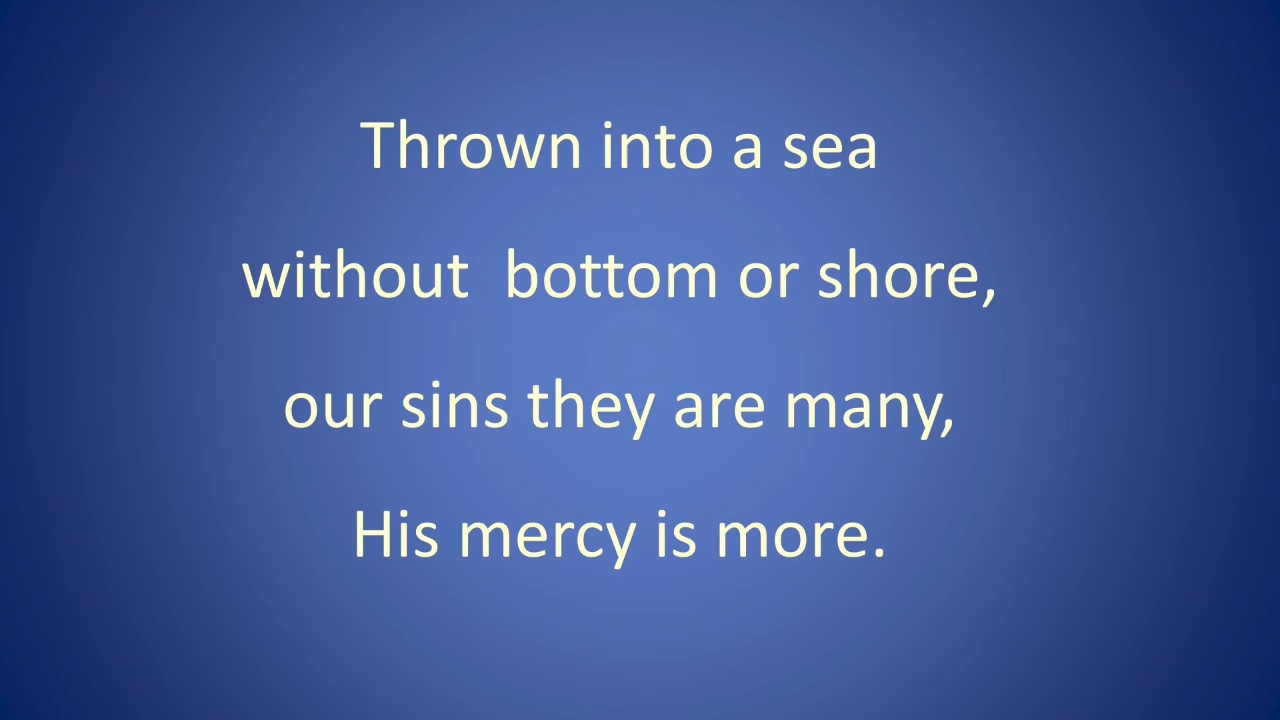 Thrown into a sea
without  bottom or shore,
our sins they are many,
His mercy is more.